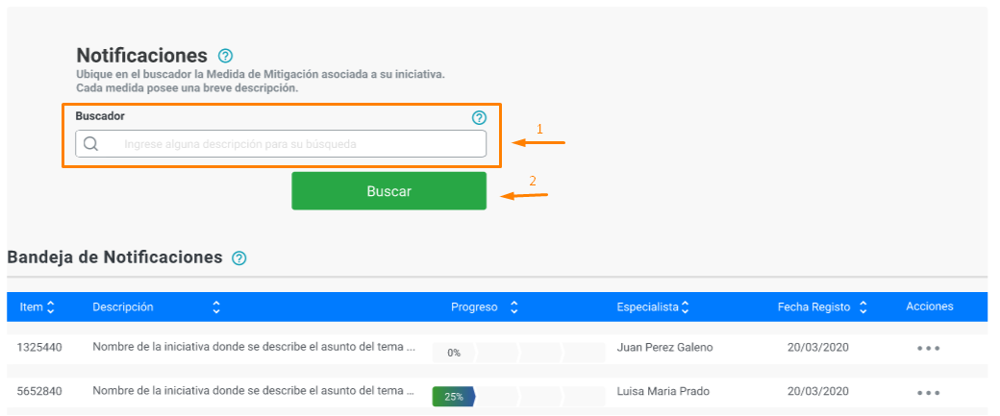 Notificaciones ?
Ubique en el buscador la Medida de Mitigación asociada a su iniciativa.
Cada medida posee una breve descripción.
Buscador ?
Ingrese alguna descripción para su búsqueda
1
Buscar
2
Bandeja de Notificaciones ?
Item Descripción Progreso Especialista Fecha Registo Acciones
1325440 Nombre de la iniciativa donde se describe el asunto del tema ... 0% Juan Perez Galeno 20/03/2020 •••
5652840 Nombre de la iniciativa donde se describe el asunto del tema ... 25% Luisa Maria Prado 20/03/2020 •••